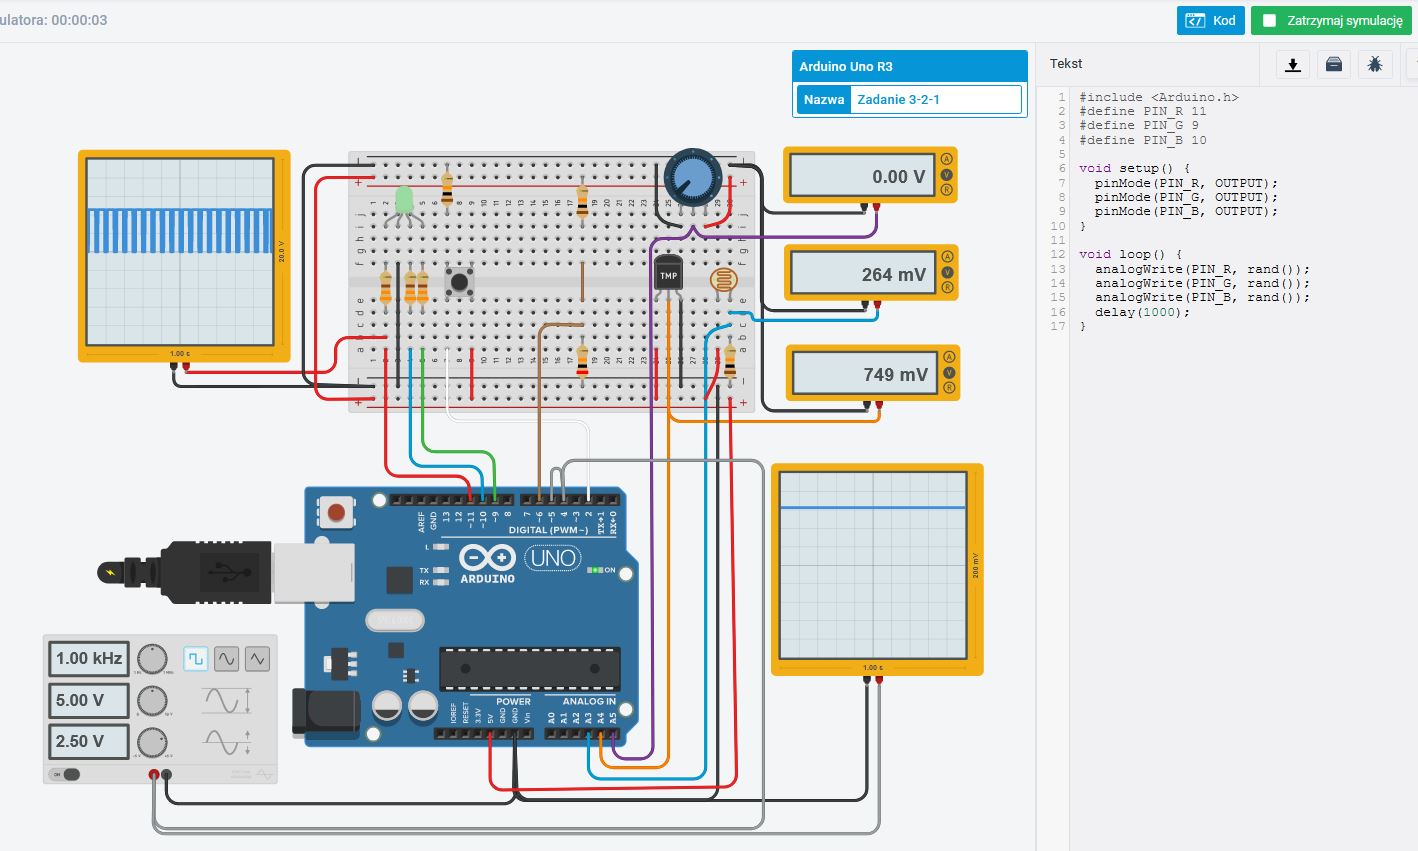 ulatora: 00:00:03
Kod
Zatrzymaj symulację
Arduino Uno R3
Nazwa Zadanie 3-2-1
Tekst
1 #include <Arduino.h>
2 #define PIN_R 11
3 #define PIN_G 9
4 #define PIN_B 10
5
6 void setup() {
7 pinMode(PIN_R, OUTPUT);
8 pinMode(PIN_G, OUTPUT);
9 pinMode(PIN_B, OUTPUT);
10 }
11
12 void loop() {
13 analogWrite(PIN_R, rand());
14 analogWrite(PIN_G, rand());
15 analogWrite(PIN_B, rand());
16 delay(1000);
17 }
0.00 V
A
V
R
264 mV
A
V
R
749 mV
A
V
R
20.0 V
1.00 s
TMP
AREF
GND
13
12
~11
~10
~9
8
7
~6
~5
4
~3
2
TX→1
RX←0
DIGITAL (PWM~)
L
TX
RX
ARDUINO
UNO
ON
200 mV
1.00 s
POWER
ANALOG IN
IOREF
RESET
3.3V
5V
GND
GND
Vin
A0
A1
A2
A3
A4
A5
1.00 kHz
5.00 V
2.50 V